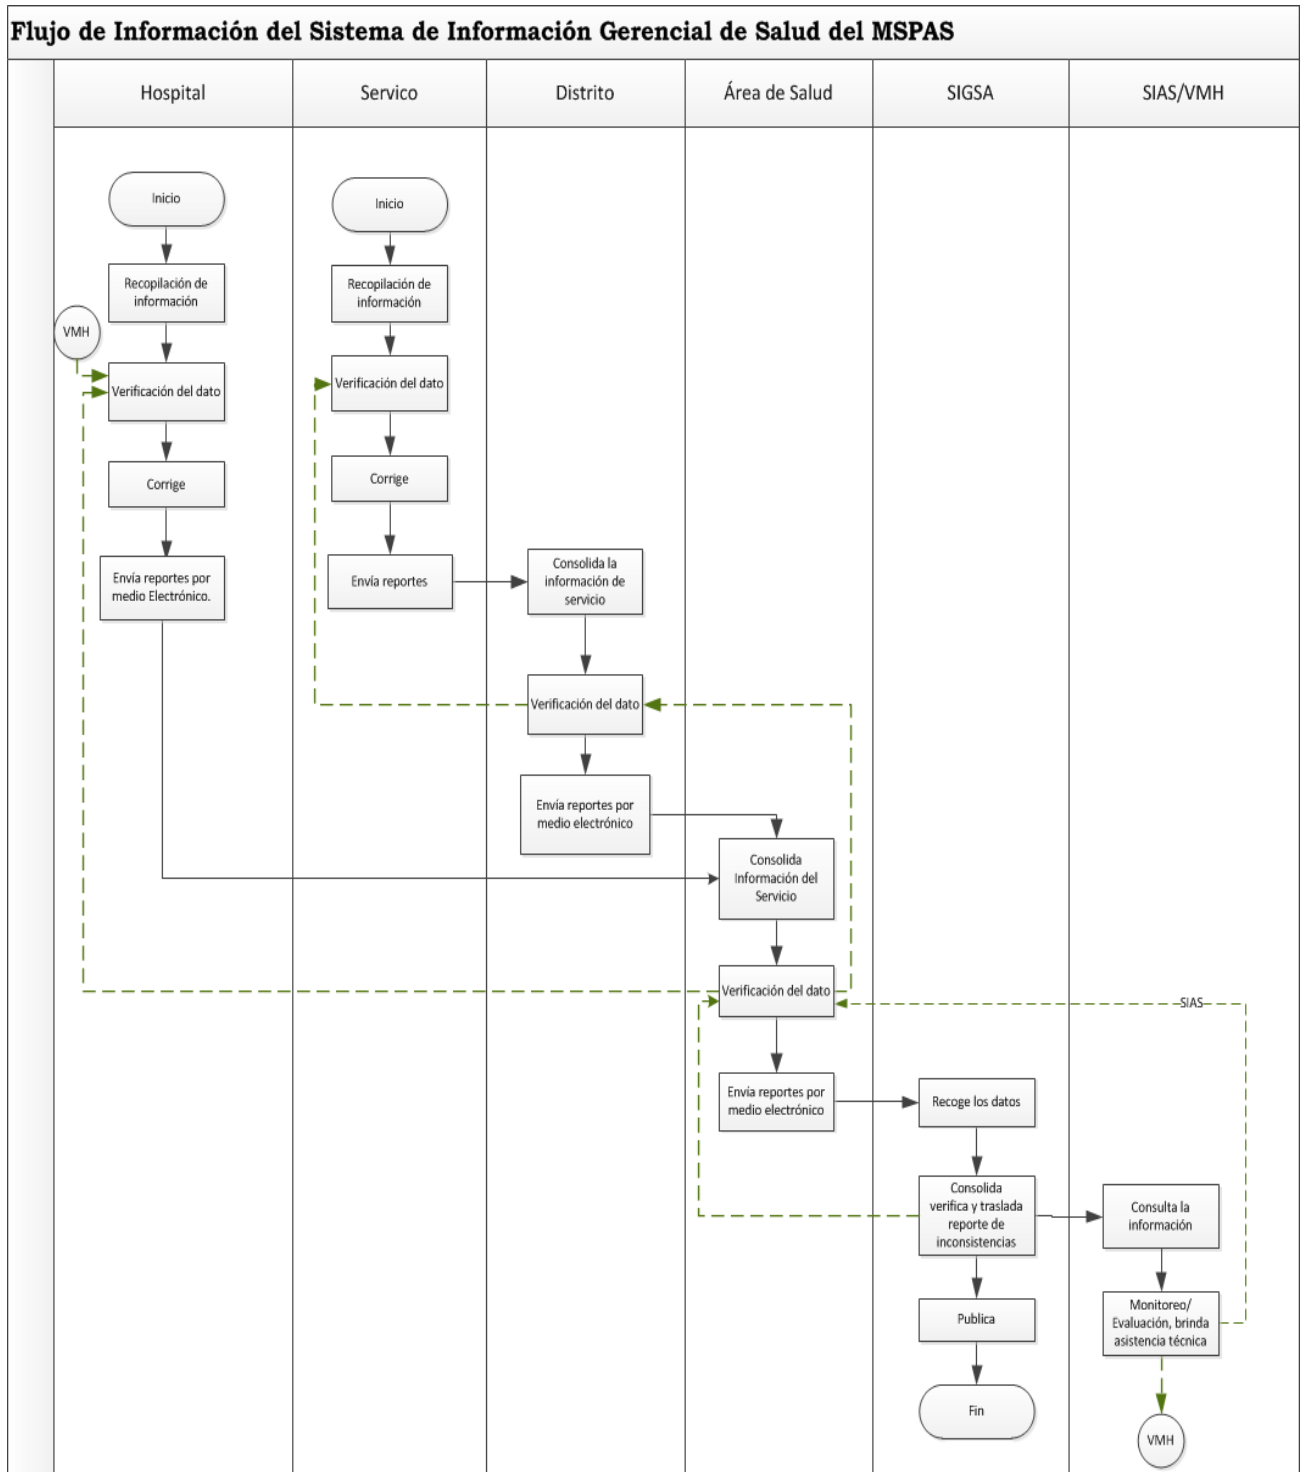 Flujo de Información del Sistema de Información Gerencial de Salud del MSPAS
Hospital
Servico
Distrito
Área de Salud
SIGSA
SIAS/VMH
Inicio
Recopilación de
información
VMH
Verificación del dato
Corrige
Envía reportes por
medio Electrónico.
Inicio
Recopilación de
información
Verificación del dato
Corrige
Envía reportes
Consolida la
información de
servicio
Verificación del dato
Envía reportes por
medio electrónico
Consolida
Información del
Servicio
Verificación del dato
Envía reportes por
medio electrónico
SIAS
Recoge los datos
Consolida
verifica y traslada
reporte de
inconsistencias
Publica
Fin
Consulta la
información
Monitoreo/
Evaluación, brinda
asistencia técnica
VMH